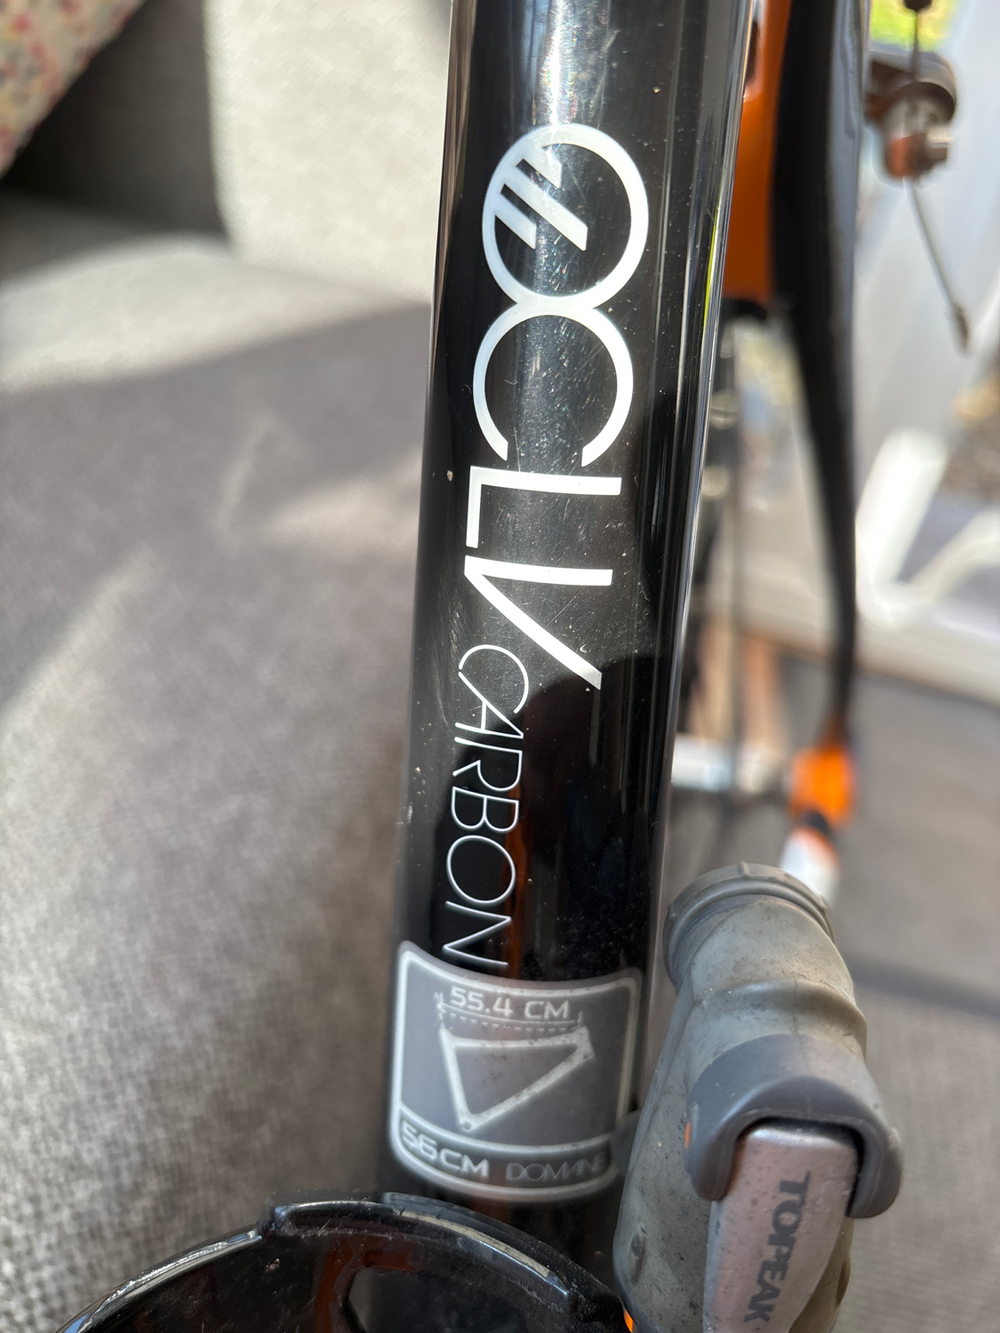 OCLV
CARBON
55.4 CM
56CM DOMANE
TOPEAK